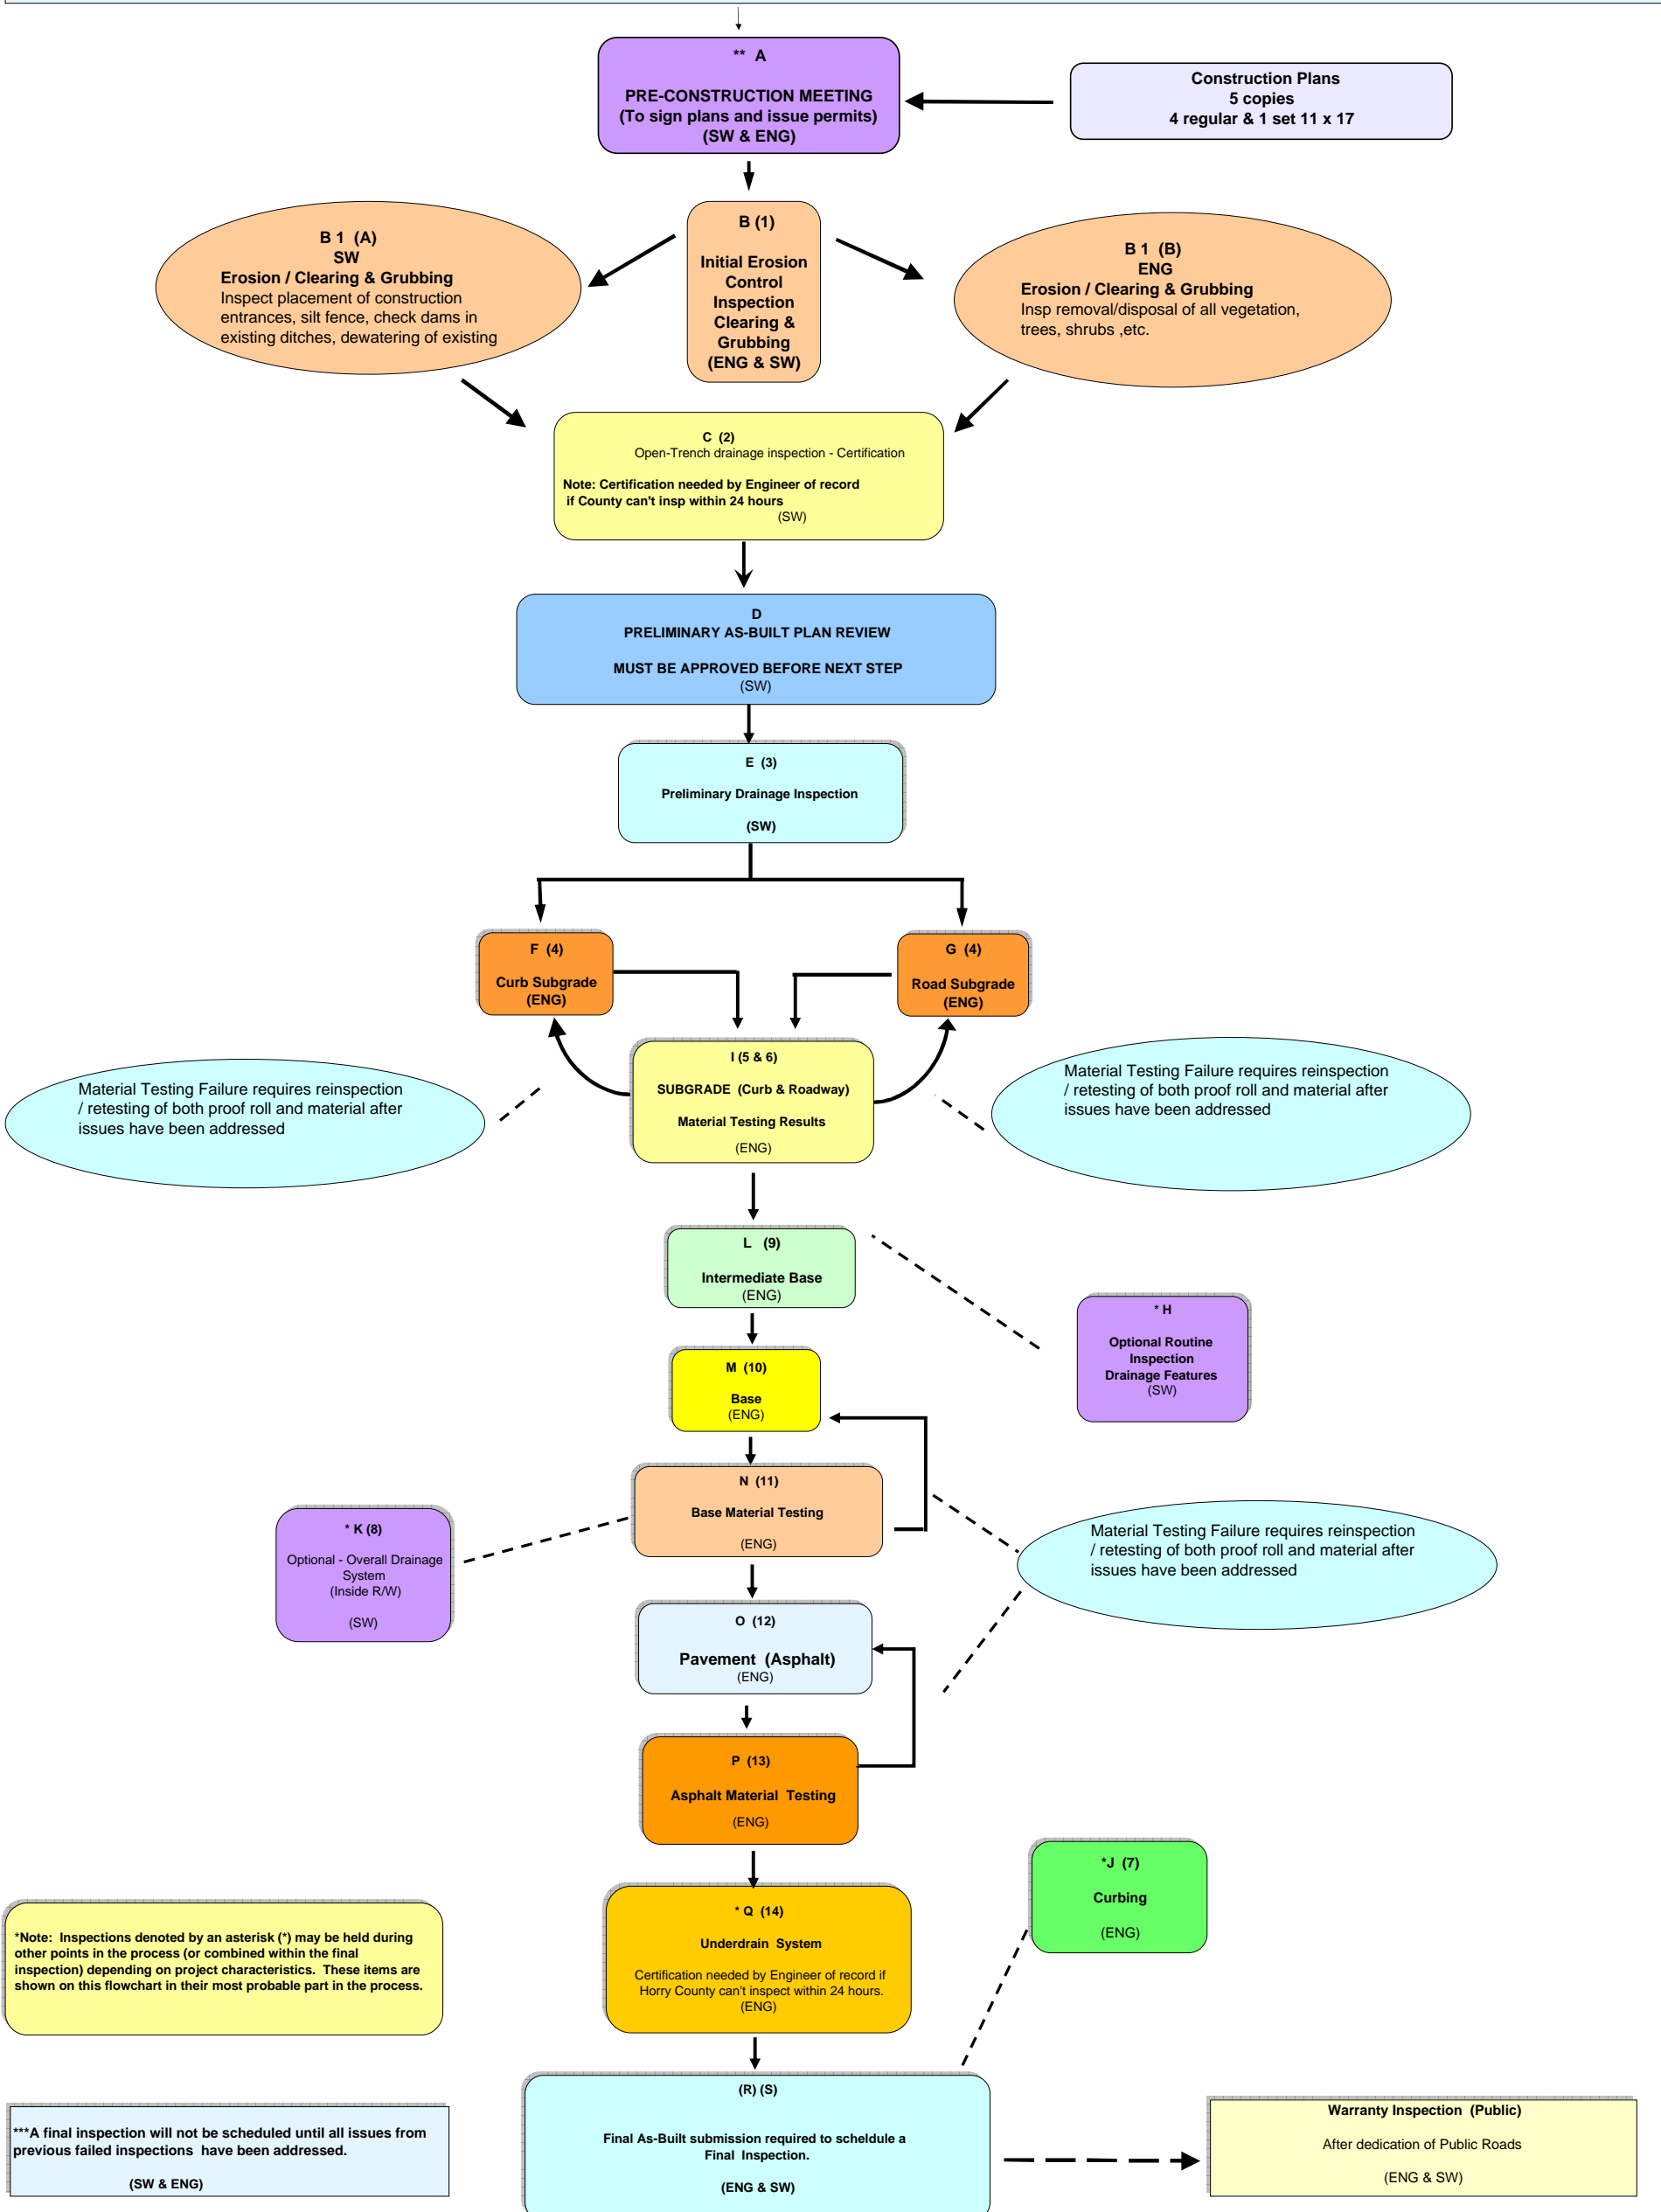 ** A
PRE-CONSTRUCTION MEETING
(To sign plans and issue permits)
(SW & ENG)
Construction Plans
5 copies
4 regular & 1 set 11 x 17
B 1 (A)
SW
Erosion / Clearing & Grubbing
Inspect placement of construction
entrances, silt fence, check dams in
existing ditches, dewatering of existing
B (1)
Initial Erosion
Control
Inspection
Clearing &
Grubbing
(ENG & SW)
B 1 (B)
ENG
Erosion / Clearing & Grubbing
Insp removal/disposal of all vegetation,
trees, shrubs ,etc.
C (2)
Open-Trench drainage inspection - Certification
Note: Certification needed by Engineer of record
if County can't insp within 24 hours
(SW)
D
PRELIMINARY AS-BUILT PLAN REVIEW
MUST BE APPROVED BEFORE NEXT STEP
(SW)
E (3)
Preliminary Drainage Inspection
(SW)
F (4)
Curb Subgrade
(ENG)
G (4)
Road Subgrade
(ENG)
I (5 & 6)
SUBGRADE (Curb & Roadway)
Material Testing Results
(ENG)
Material Testing Failure requires reinspection
/ retesting of both proof roll and material after
issues have been addressed
Material Testing Failure requires reinspection
/ retesting of both proof roll and material after
issues have been addressed
L (9)
Intermediate Base
(ENG)
* H
Optional Routine
Inspection
Drainage Features
(SW)
M (10)
Base
(ENG)
N (11)
Base Material Testing
(ENG)
* K (8)
Optional - Overall Drainage
System
(Inside R/W)
(SW)
Material Testing Failure requires reinspection
/ retesting of both proof roll and material after
issues have been addressed
O (12)
Pavement (Asphalt)
(ENG)
P (13)
Asphalt Material Testing
(ENG)
*J (7)
Curbing
(ENG)
* Q (14)
Underdrain System
Certification needed by Engineer of record if
Horry County can't inspect within 24 hours.
(ENG)
*Note: Inspections denoted by an asterisk (*) may be held during
other points in the process (or combined within the final
inspection) depending on project characteristics. These items are
shown on this flowchart in their most probable part in the process.
(R) (S)
Final As-Built submission required to scheldule a
Final Inspection.
(ENG & SW)
***A final inspection will not be scheduled until all issues from
previous failed inspections have been addressed.
(SW & ENG)
Warranty Inspection (Public)
After dedication of Public Roads
(ENG & SW)